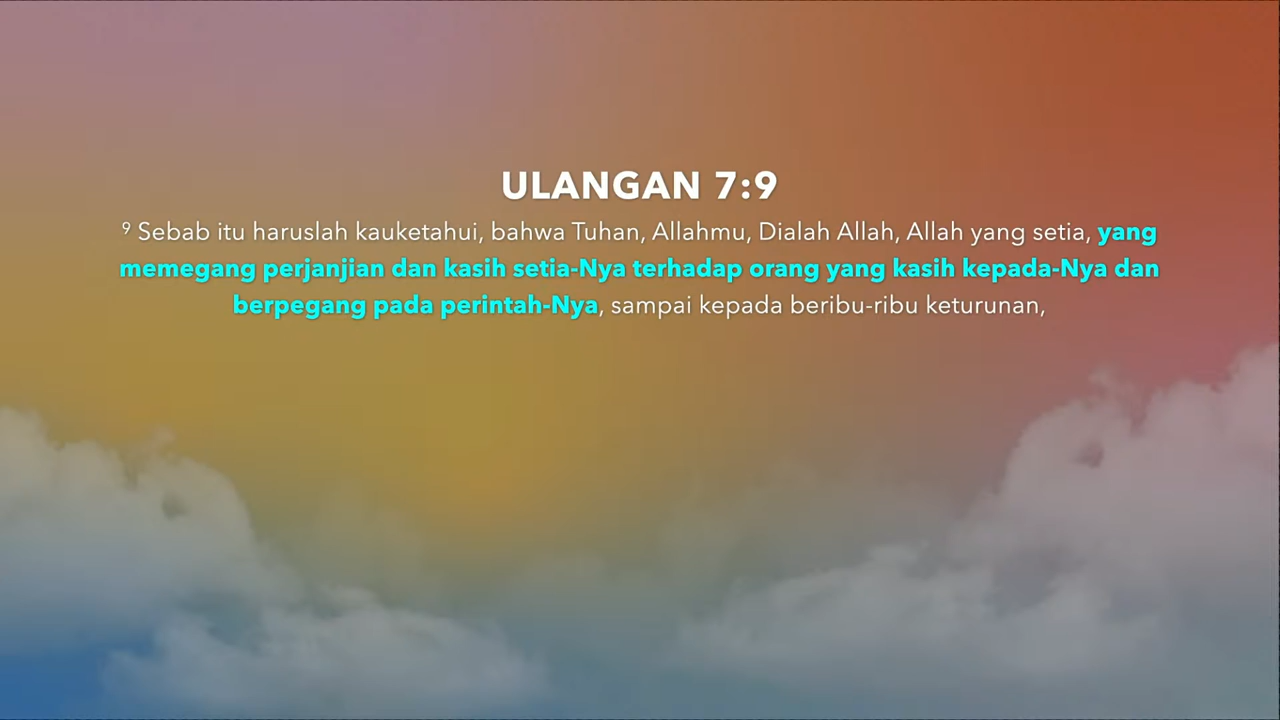 ULANGAN 7:9
⁹ Sebab itu haruslah kauketahui, bahwa Tuhan, Allahmu, Dialah Allah, Allah yang setia, yang
memegang perjanjian dan kasih setia-Nya terhadap orang yang kasih kepada-Nya dan
berpegang pada perintah-Nya, sampai kepada beribu-ribu keturunan,